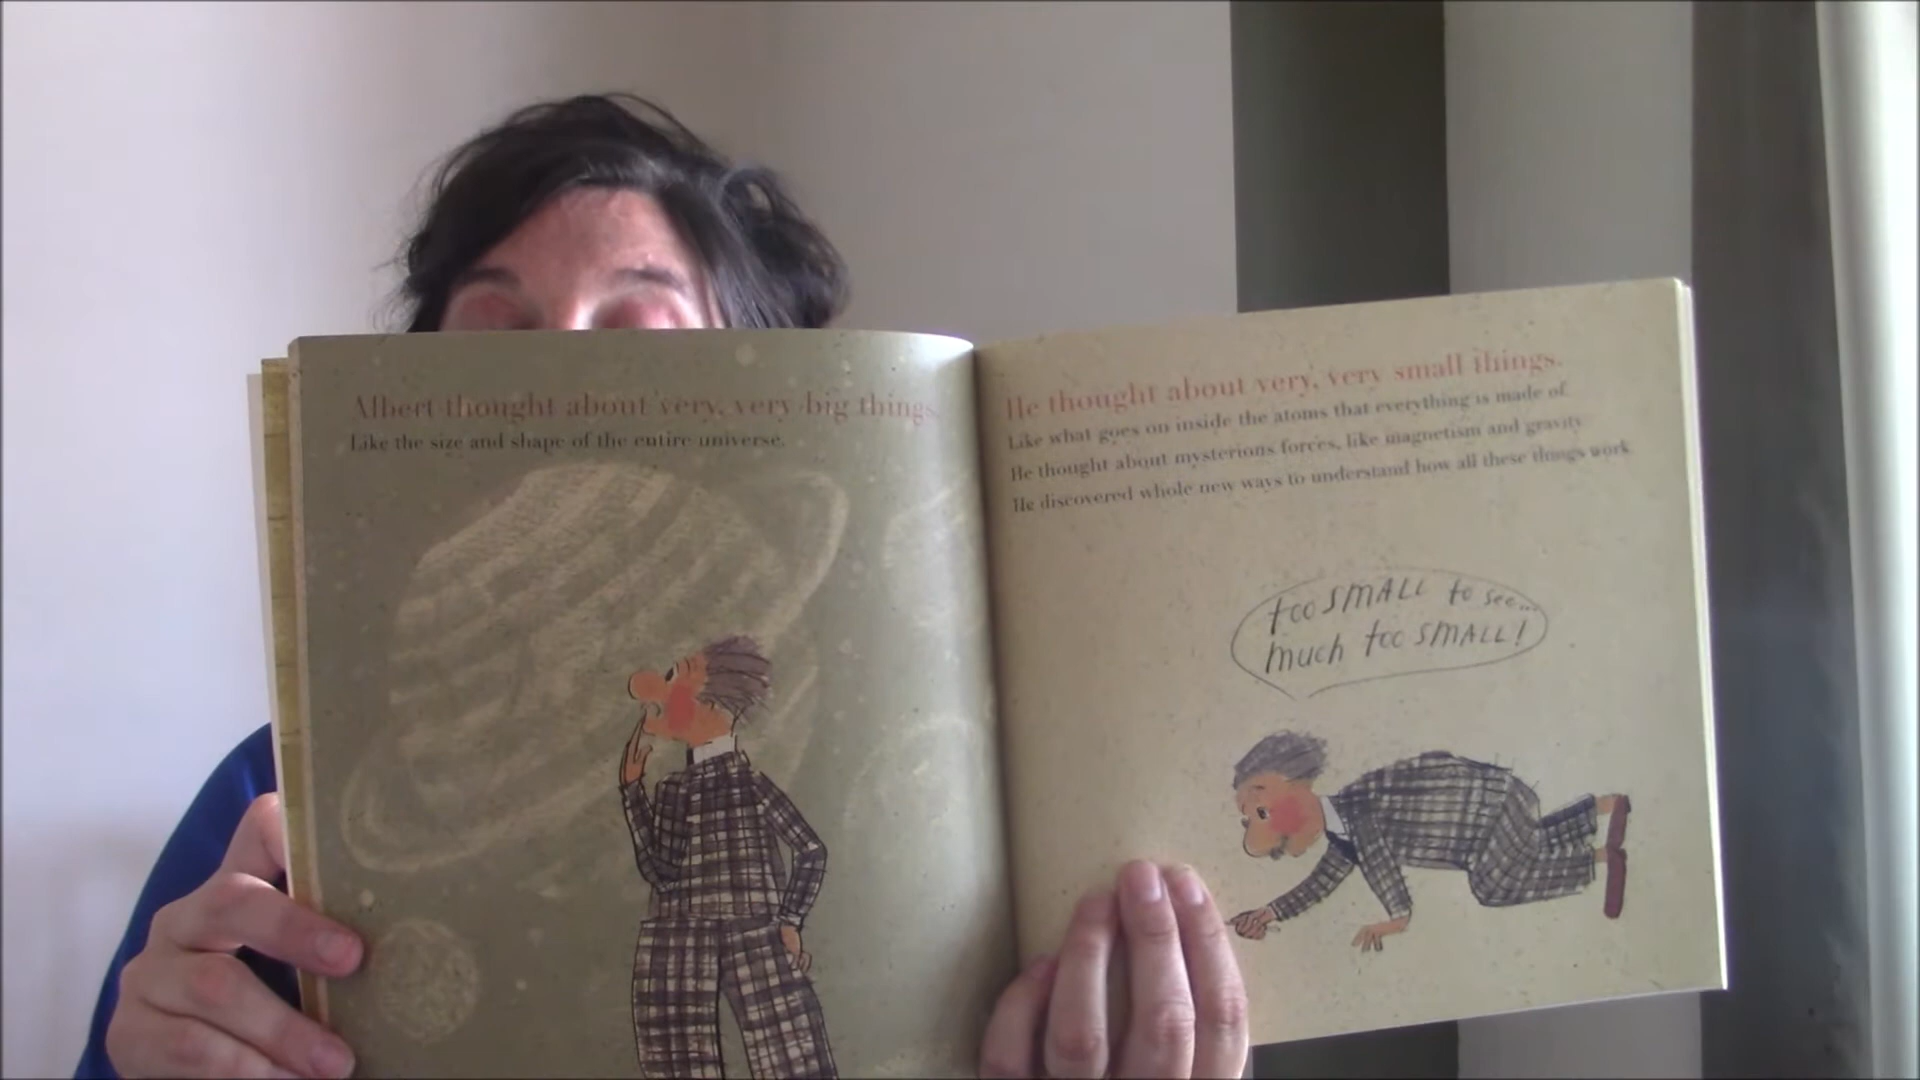 Albert thought about very, very big things.
Like the size and shape of the entire universe.
He thought about very, very small things.
Like what goes on inside the atoms that everything is made of.
He thought about mysterious forces, like magnetism and gravity.
He discovered whole new ways to understand how all these things work.
too SMALL to see...
much too SMALL!